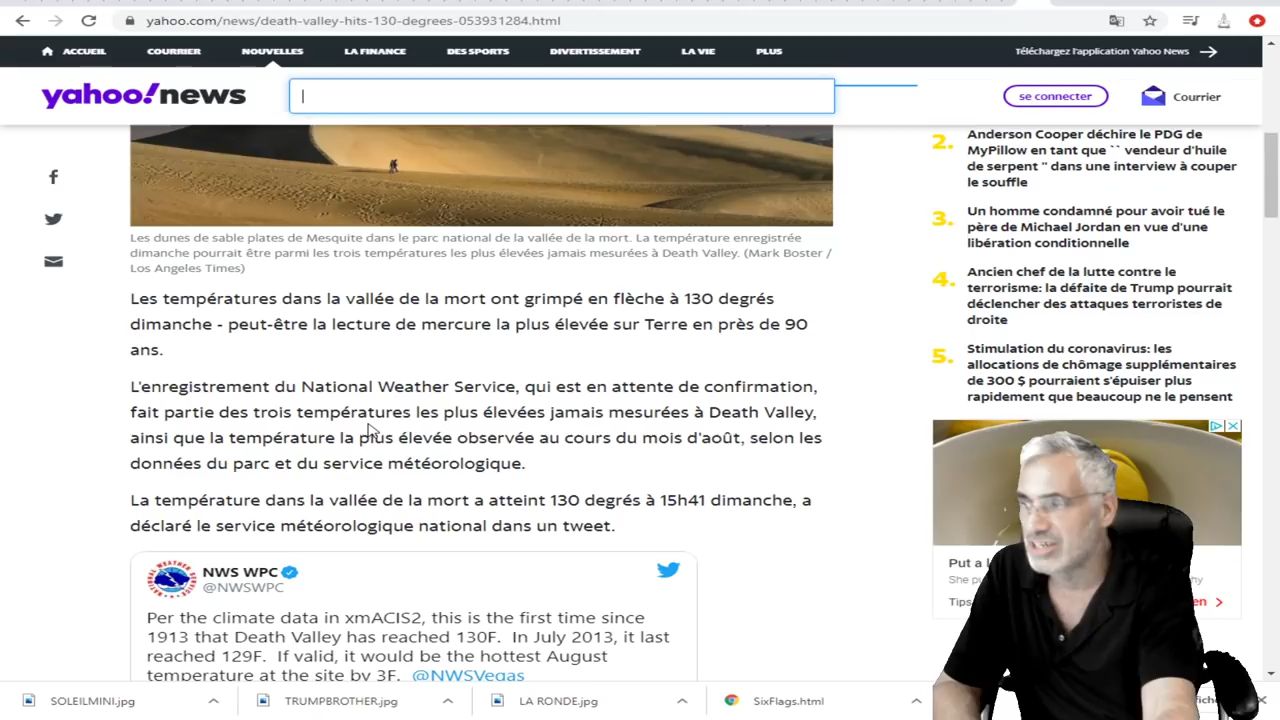 yahoo.com/news/death-valley-hits-130-degrees-053931284.html
ACCUEIL COURRIER NOUVELLES LA FINANCE DES SPORTS DIVERTISSEMENTS LA VIE PLUS Téléchargez l'application Yahoo News
yahoo!news se connecter Courrier
Les dunes de sable plates de Mesquite dans le parc national de la vallée de la mort. La température enregistrée
dimanche pourrait être parmi les trois températures les plus élevées jamais mesurées à Death Valley. (Mark Boster /
Los Angeles Times)
Les températures dans la vallée de la mort ont grimpé en flèche à 130 degrés
dimanche - peut-être la lecture de mercure la plus élevée sur Terre en près de 90
ans.
L'enregistrement du National Weather Service, qui est en attente de confirmation,
fait partie des trois températures les plus élevées jamais mesurées à Death Valley,
ainsi que la température la plus élevée observée au cours du mois d'août, selon les
données du parc et du service météorologique.
La température dans la vallée de la mort a atteint 130 degrés à 15h41 dimanche, a
déclaré le service météorologique national dans un tweet.
NWS WPC
@NWSWPC
Per the climate data in xmACIS2, this is the first time since
1913 that Death Valley has reached 130F. In July 2013, it last
reached 129F. If valid, it would be the hottest August
temperature at the site by 3F. @NWSVegas
2. Anderson Cooper déchire le PDG de
MyPillow en tant que `` vendeur d'huile
de serpent '' dans une interview à couper
le souffle
3. Un homme condamné pour avoir tué le
père de Michael Jordan en vue d'une
libération conditionnelle
4. Ancien chef de la lutte contre le
terrorisme: la défaite de Trump pourrait
déclencher des attaques terroristes de
droite
5. Stimulation du coronavirus: les
allocations de chômage supplémentaires
de 300 $ pourraient s'épuiser plus
rapidement que beaucoup ne le pensent
Put a
She
Tips
SOLEILMINI.jpg TRUMPBROTHER.jpg LA RONDE.jpg SixFlags.html